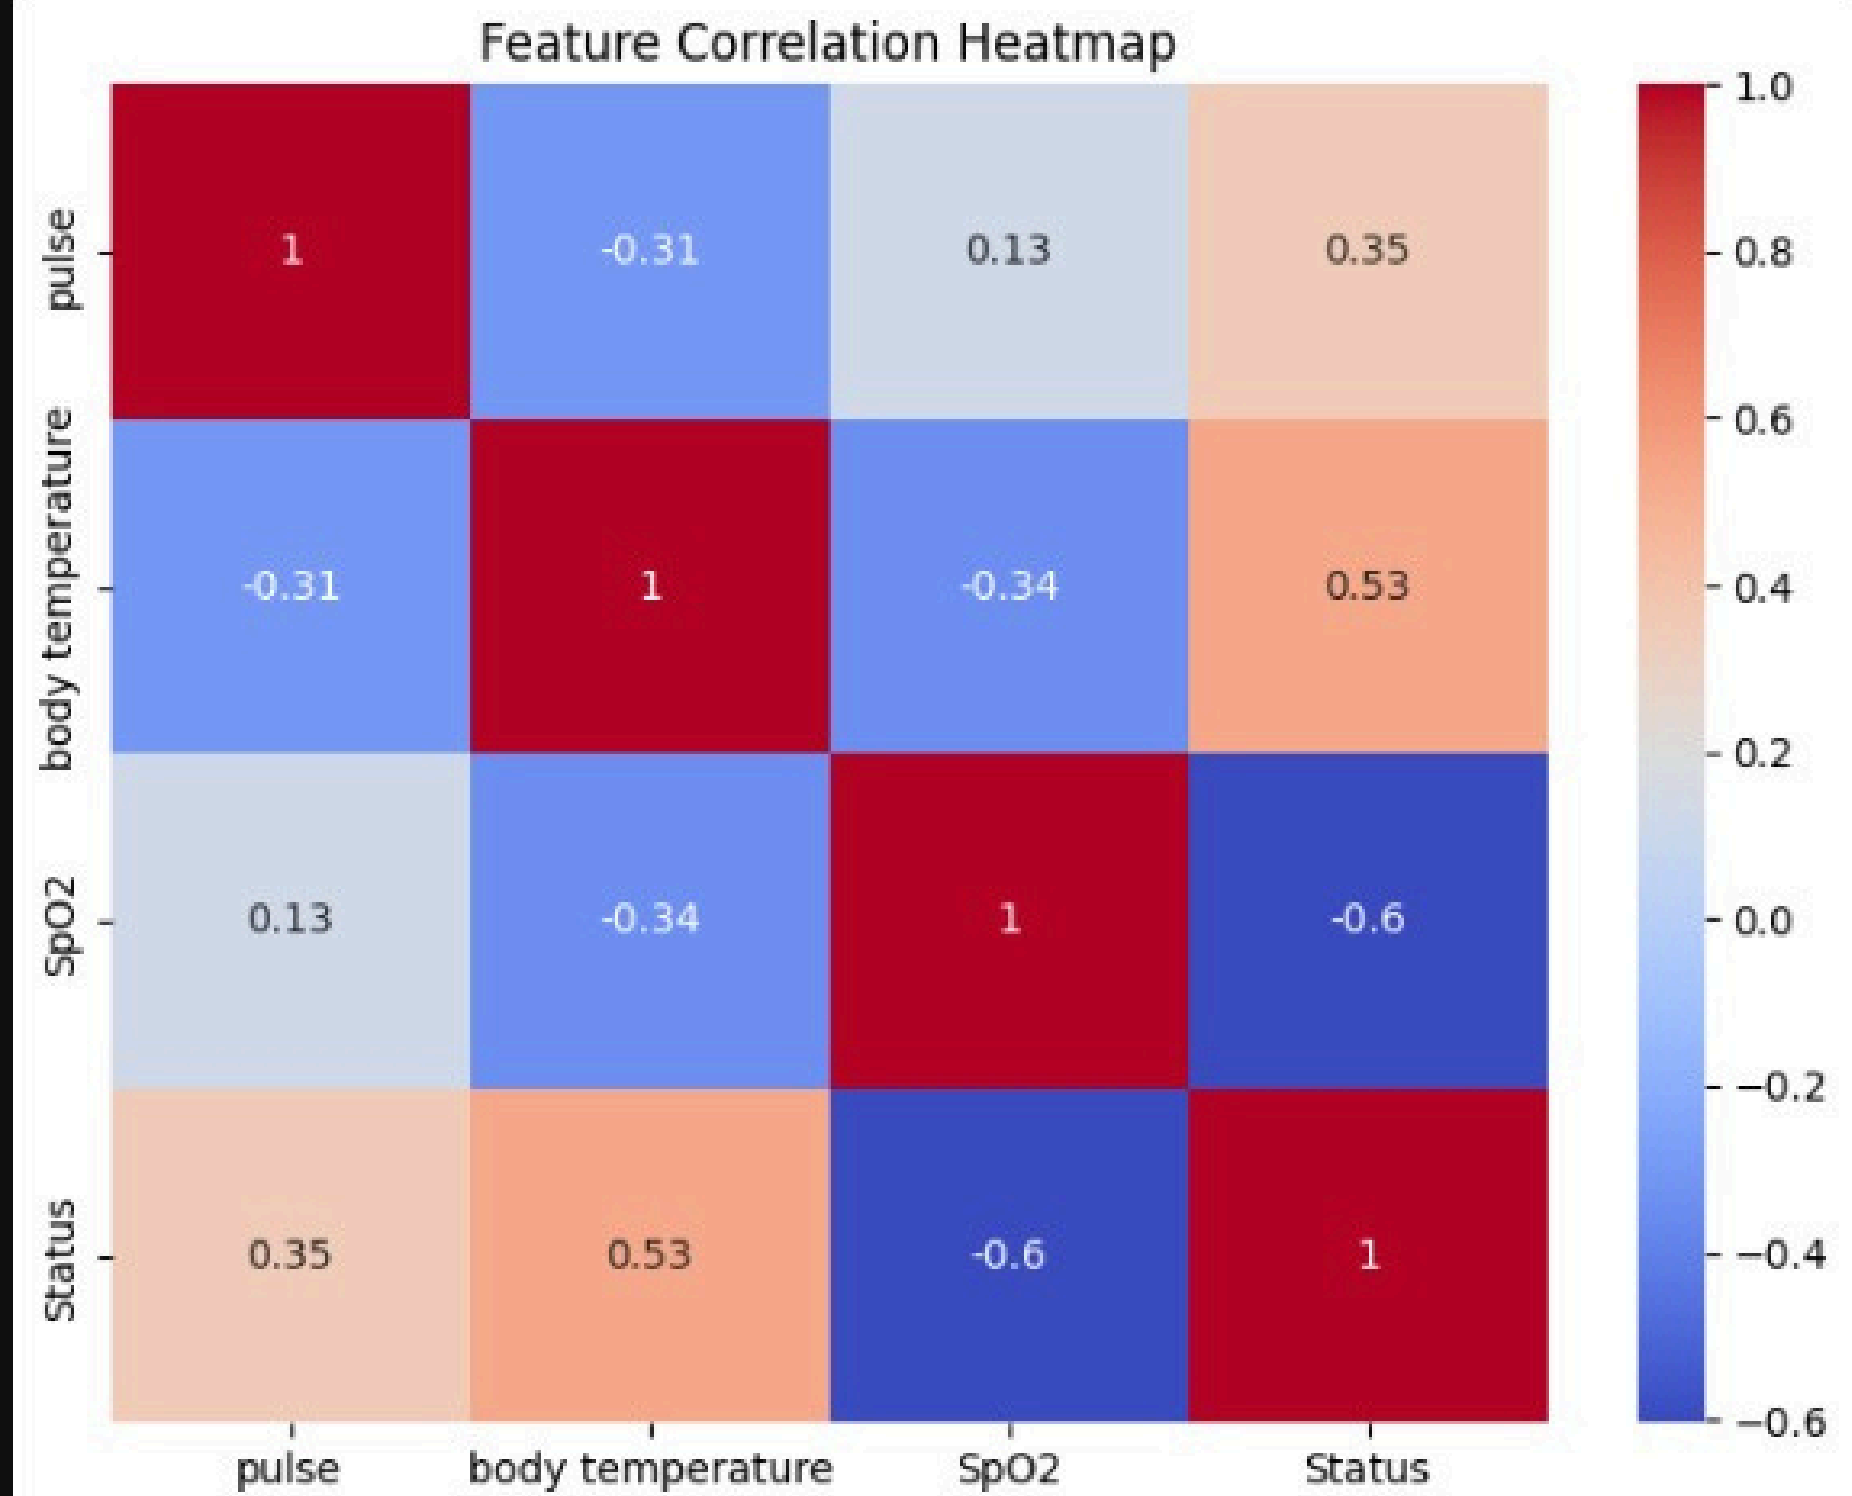 Feature Correlation Heatmap
pulse
1
-0.31
0.13
0.35
body temperature
-0.31
1
-0.34
0.53
SpO2
0.13
-0.34
1
-0.6
Status
0.35
0.53
-0.6
1
pulse
body temperature
SpO2
Status
1.0
0.8
0.6
0.4
0.2
0.0
−0.2
−0.4
−0.6